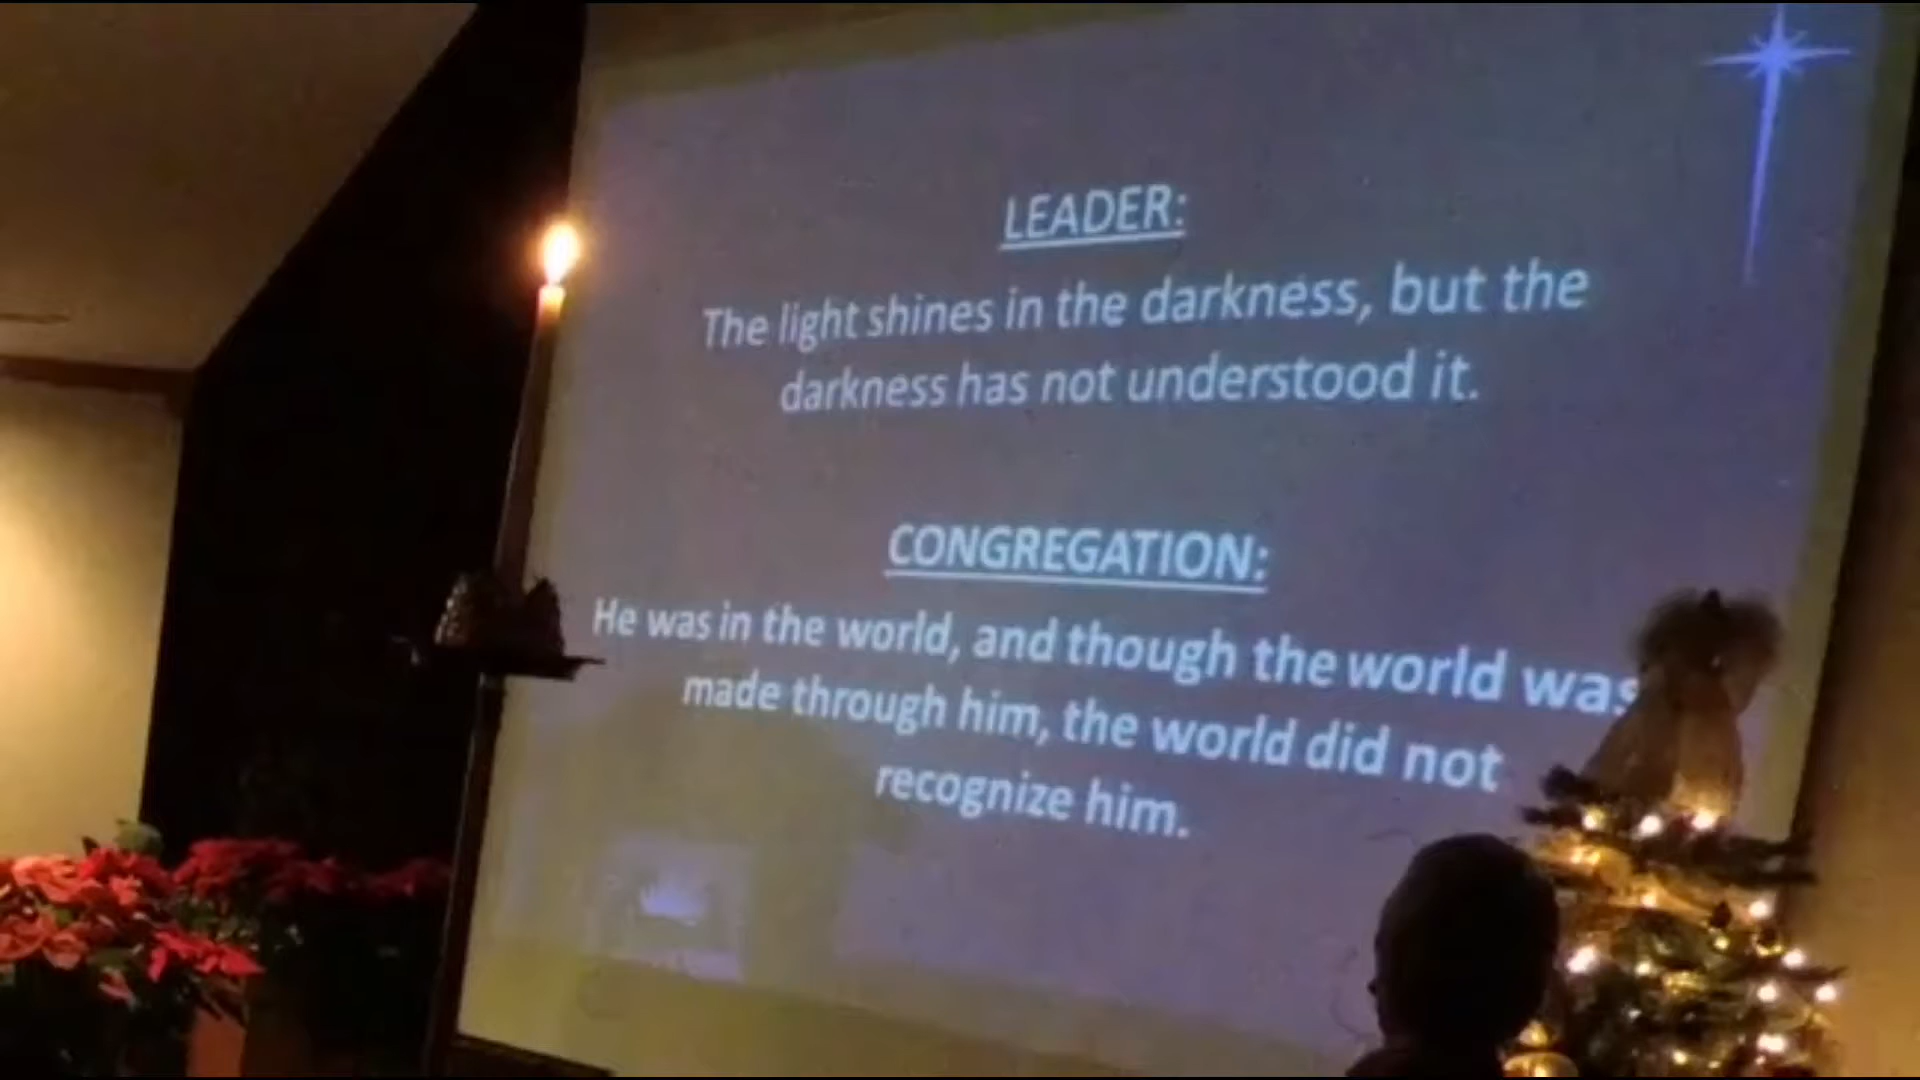 LEADER:
The light shines in the darkness, but the
darkness has not understood it.
CONGREGATION:
He was in the world, and though the world was
made through him, the world did not
recognize him.